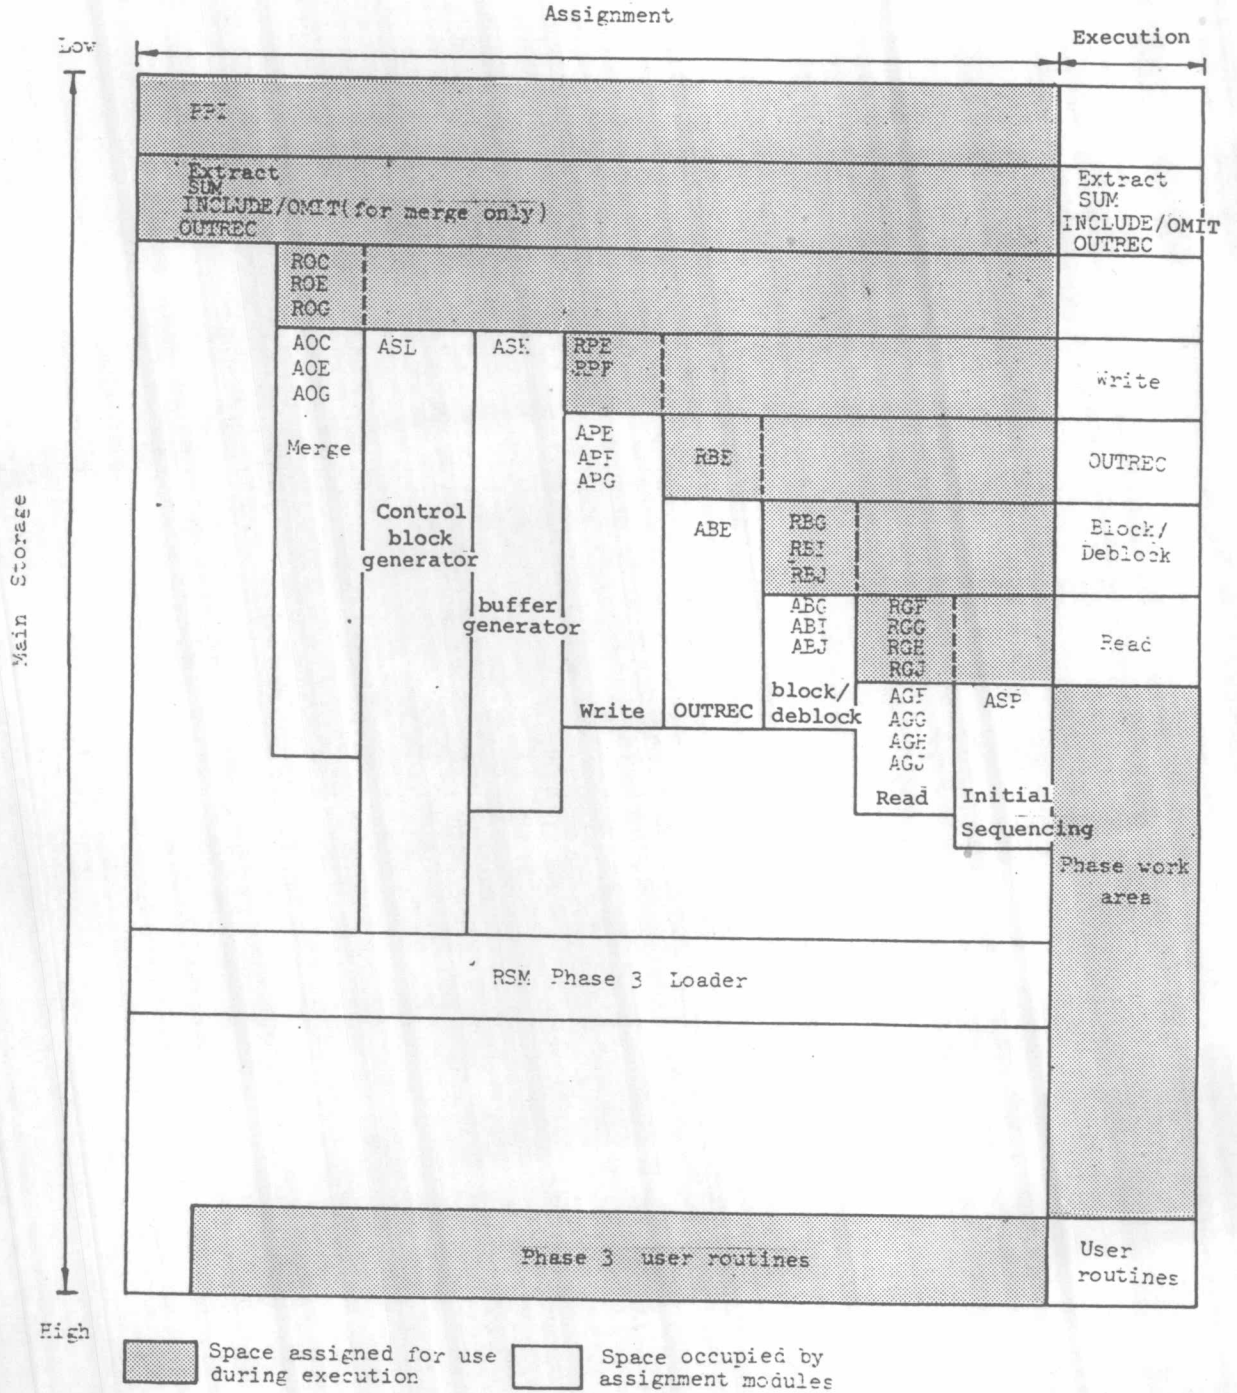 Assignment
Low
Execution
PPI
Extract
SUM
INCLUDE/OMIT(for merge only)
OUTREC
Extract
SUM
INCLUDE/OMIT
OUTREC
ROC
ROE
ROG
AOC
AOE
AOG
Merge
ASL
Control
block
generator
ASK
buffer
generator
RPE
RPF
Write
APE
APF
APG
Write
RBE
OUTREC
ABE
OUTREC
RBG
RBI
RBJ
Block/
Deblock
ABG
ABI
ABJ
block/
deblock
RGF
RGG
RGH
RGJ
Read
AGF
AGG
AGH
AGJ
Read
ASP
Initial
Sequencing
Phase work
area
Main Storage
RSM Phase 3 Loader
Phase 3 user routines
User
routines
High
Space assigned for use
during execution
Space occupied by
assignment modules